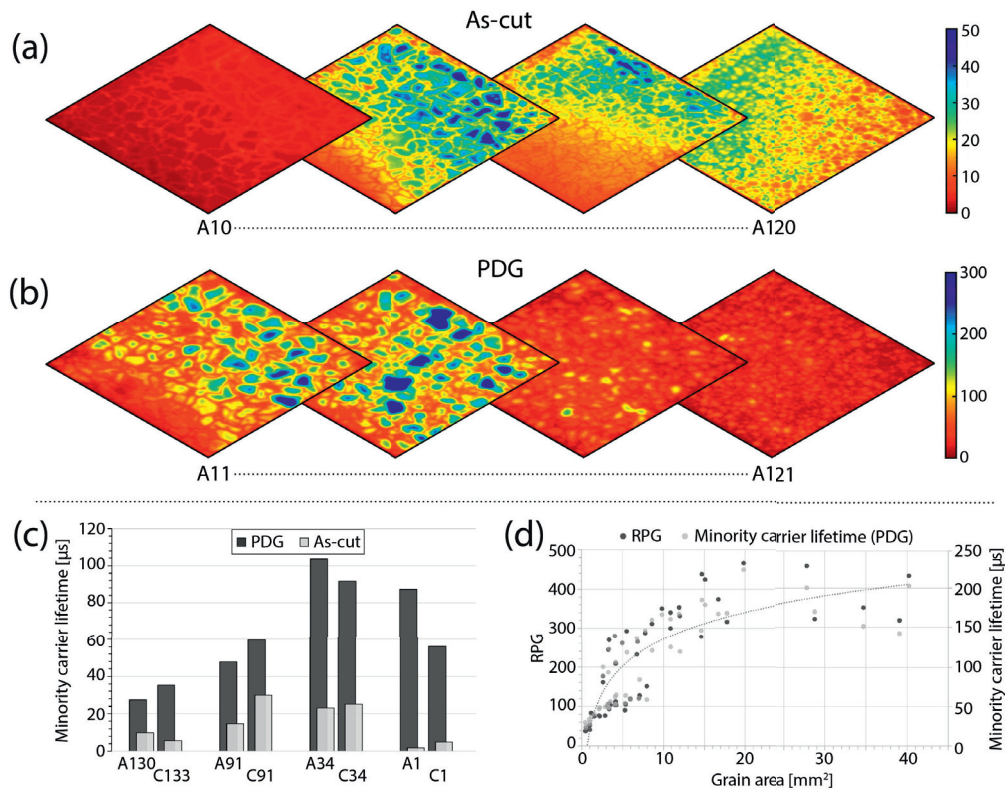 As-cut
(a)
50
40
30
20
10
0
A10
A120
PDG
(b)
300
200
100
0
A11
A121
(c)
Minority carrier lifetime [µs]
120
100
80
60
40
20
0
PDG
As-cut
A130
C133
A91
C91
A34
C34
A1
C1
(d)
RPG
Minority carrier lifetime (PDG)
RPG
500
400
300
200
100
0
250
200
150
100
50
0
Minority carrier lifetime [µs]
0
10
20
30
40
Grain area [mm²]